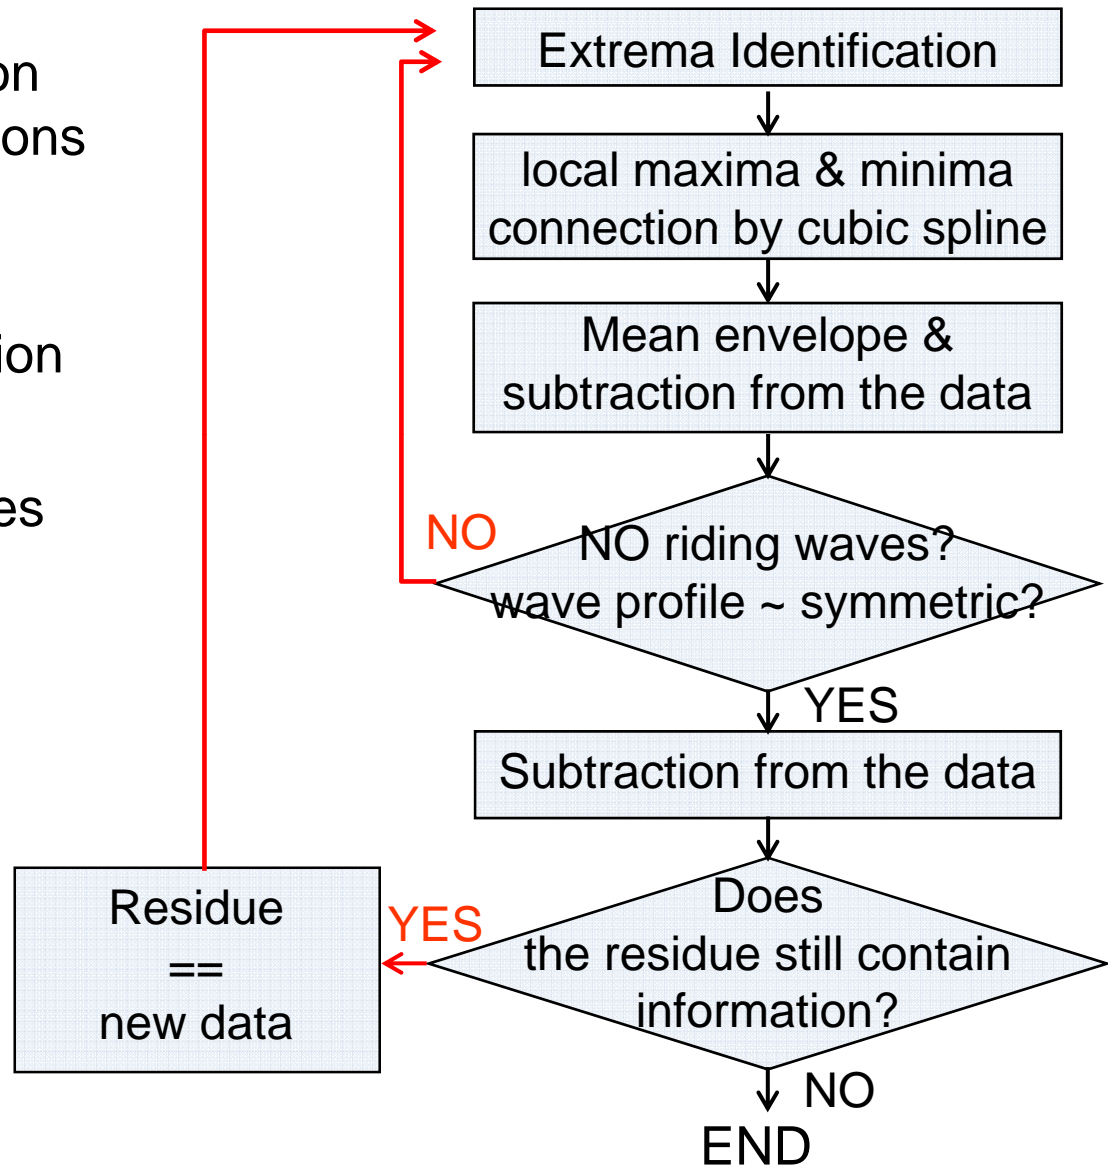 on
ons
ion
es
Extrema Identification
local maxima & minima
connection by cubic spline
Mean envelope &
subtraction from the data
NO
NO riding waves?
wave profile ~ symmetric?
YES
Subtraction from the data
Does
the residue still contain
information?
YES
Residue
==
new data
NO
END